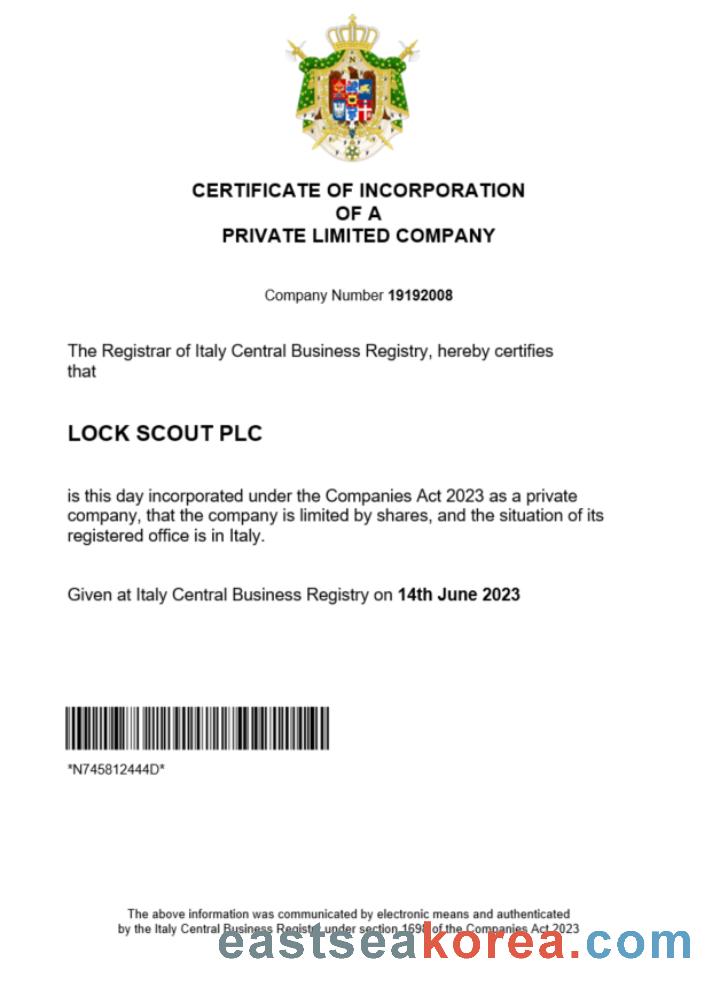 CERTIFICATE OF INCORPORATION
OF A
PRIVATE LIMITED COMPANY
Company Number 19192008
The Registrar of Italy Central Business Registry, hereby certifies
that
LOCK SCOUT PLC
is this day incorporated under the Companies Act 2023 as a private
company, that the company is limited by shares, and the situation of its
registered office is in Italy.
Given at Italy Central Business Registry on 14th June 2023
*N745812444D*
The above information was communicated by electronic means and authenticated
by the Italy Central Business Registry under section 1698 of the Companies Act 2023
eastseakorea.com